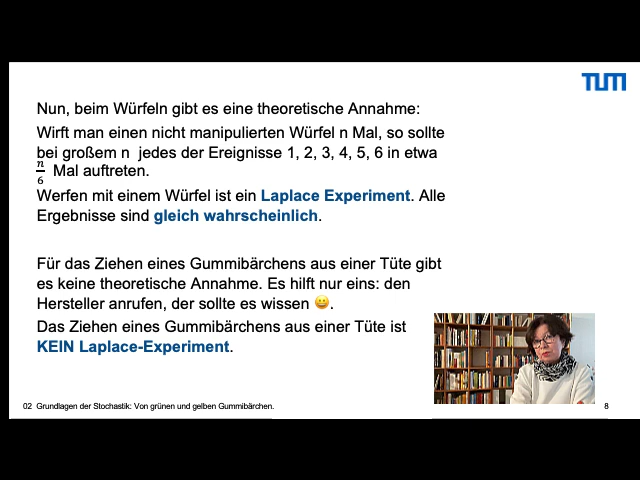 TUM
Nun, beim Würfeln gibt es eine theoretische Annahme:
Wirft man einen nicht manipulierten Würfel n Mal, so sollte
bei großem n jedes der Ereignisse 1, 2, 3, 4, 5, 6 in etwa
n/6 Mal auftreten.
Werfen mit einem Würfel ist ein Laplace Experiment. Alle
Ergebnisse sind gleich wahrscheinlich.
Für das Ziehen eines Gummibärchens aus einer Tüte gibt
es keine theoretische Annahme. Es hilft nur eins: den
Hersteller anrufen, der sollte es wissen 😀.
Das Ziehen eines Gummibärchens aus einer Tüte ist
KEIN Laplace-Experiment.
02 Grundlagen der Stochastik: Von grünen und gelben Gummibärchen.
8